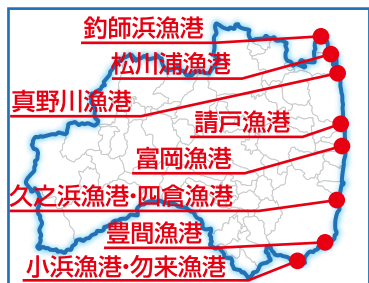 釣師浜漁港
松川浦漁港
真野川漁港
請戸漁港
富岡漁港
久之浜漁港・四倉漁港
豊間漁港
小浜漁港・勿来漁港